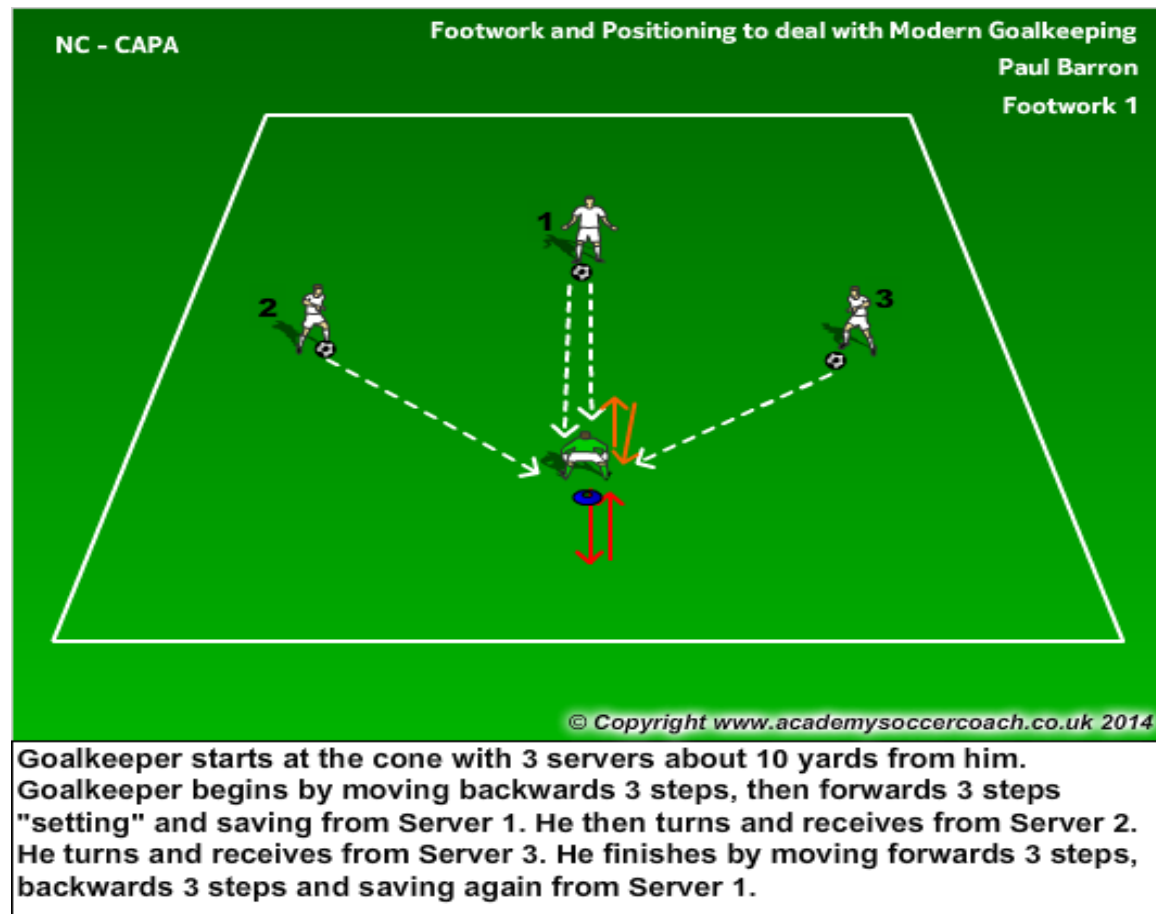 NC - CAPA
Footwork and Positioning to deal with Modern Goalkeeping
Paul Barron
Footwork 1
1
2
3
© Copyright www.academysoccercoach.co.uk 2014
Goalkeeper starts at the cone with 3 servers about 10 yards from him.
Goalkeeper begins by moving backwards 3 steps, then forwards 3 steps
"setting" and saving from Server 1. He then turns and receives from Server 2.
He turns and receives from Server 3. He finishes by moving forwards 3 steps,
backwards 3 steps and saving again from Server 1.